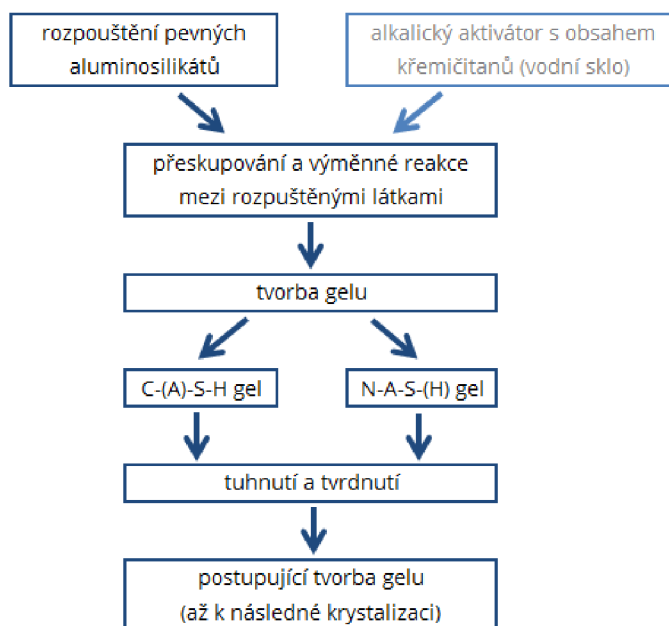 rozpouštění pevných
aluminosilikátů
alkalický aktivátor s obsahem
křemičitanů (vodní sklo)
přeskupování a výměnné reakce
mezi rozpuštěnými látkami
tvorba gelu
C-(A)-S-H gel
N-A-S-(H) gel
tuhnutí a tvrdnutí
postupující tvorba gelu
(až k následné krystalizaci)